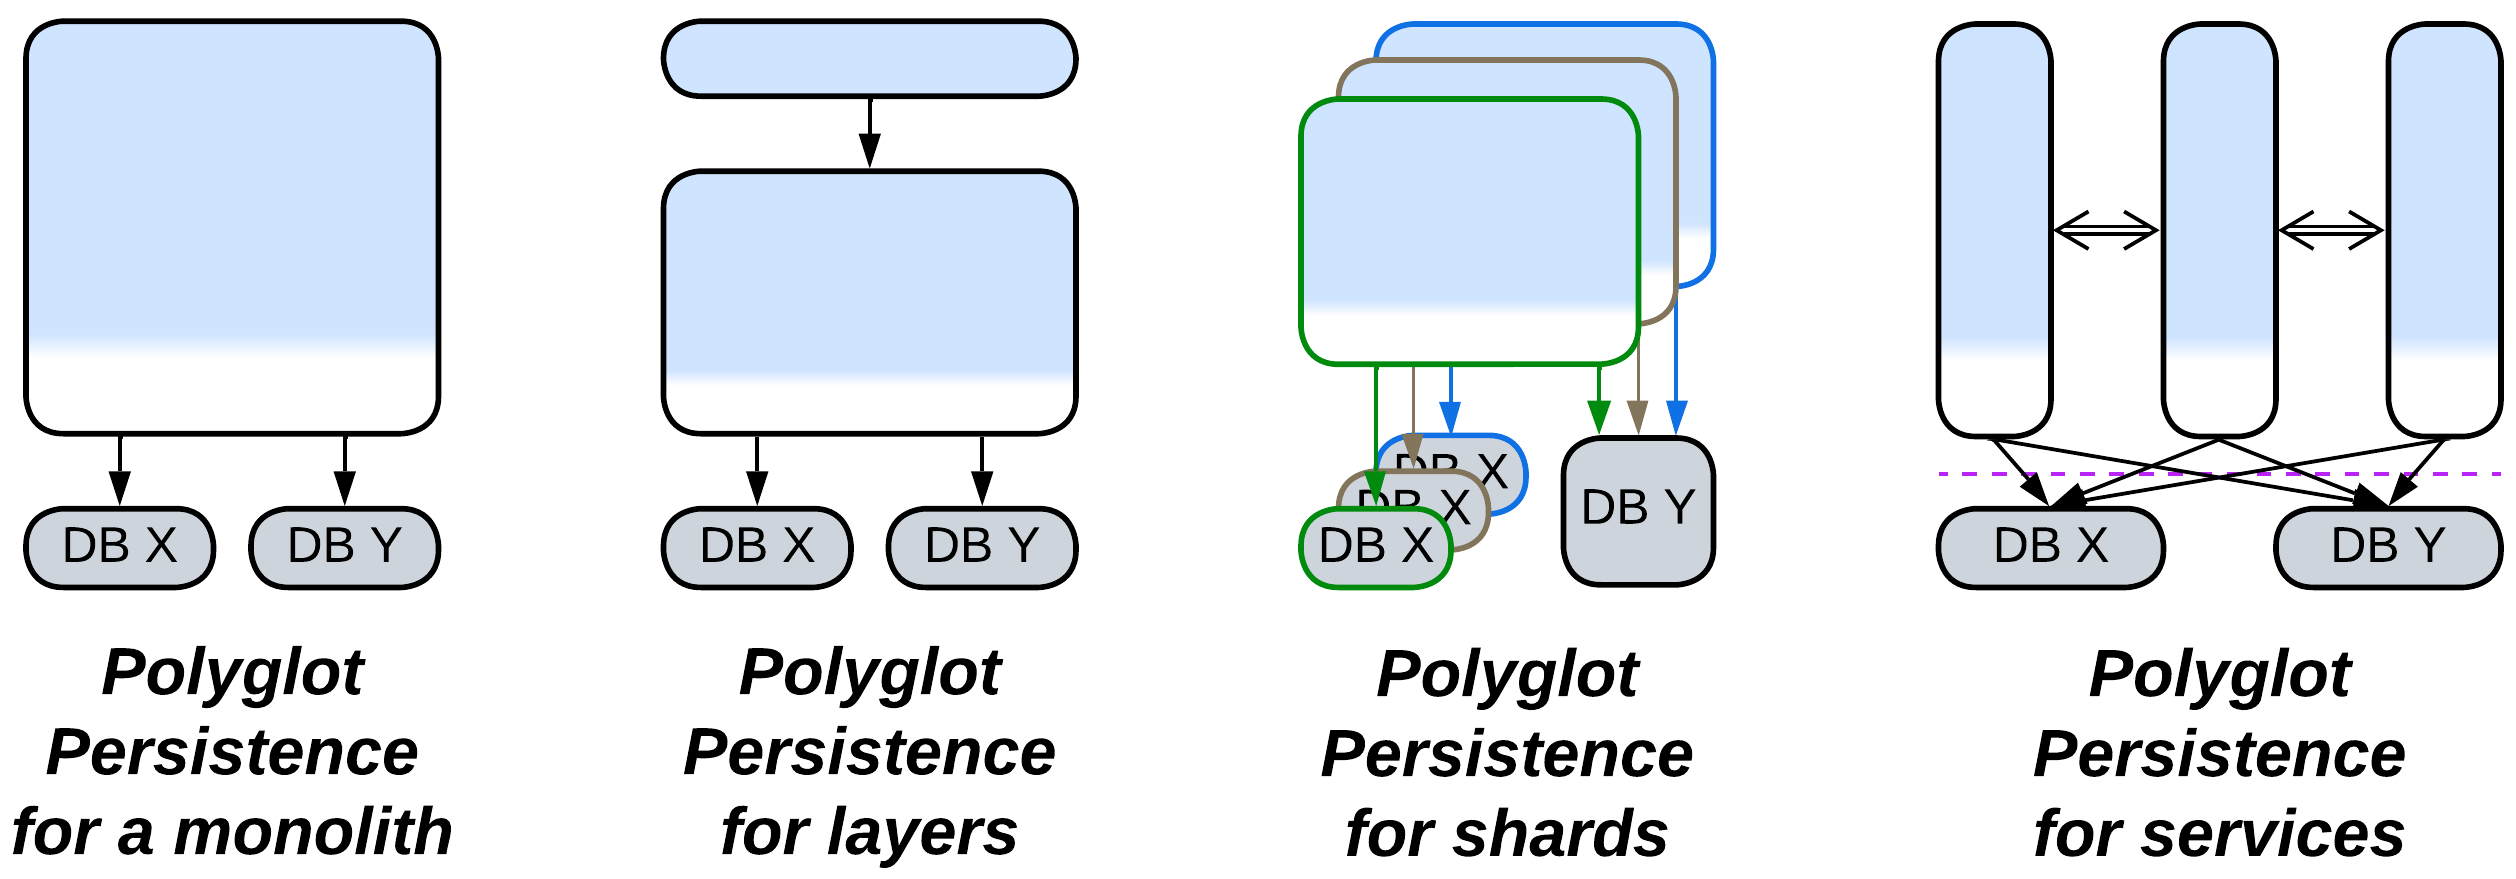 DB X
DB Y
Polyglot
Persistence
for a monolith
DB X
DB Y
Polyglot
Persistence
for layers
DB X
DB X
DB X
DB Y
Polyglot
Persistence
for shards
DB X
DB Y
Polyglot
Persistence
for services